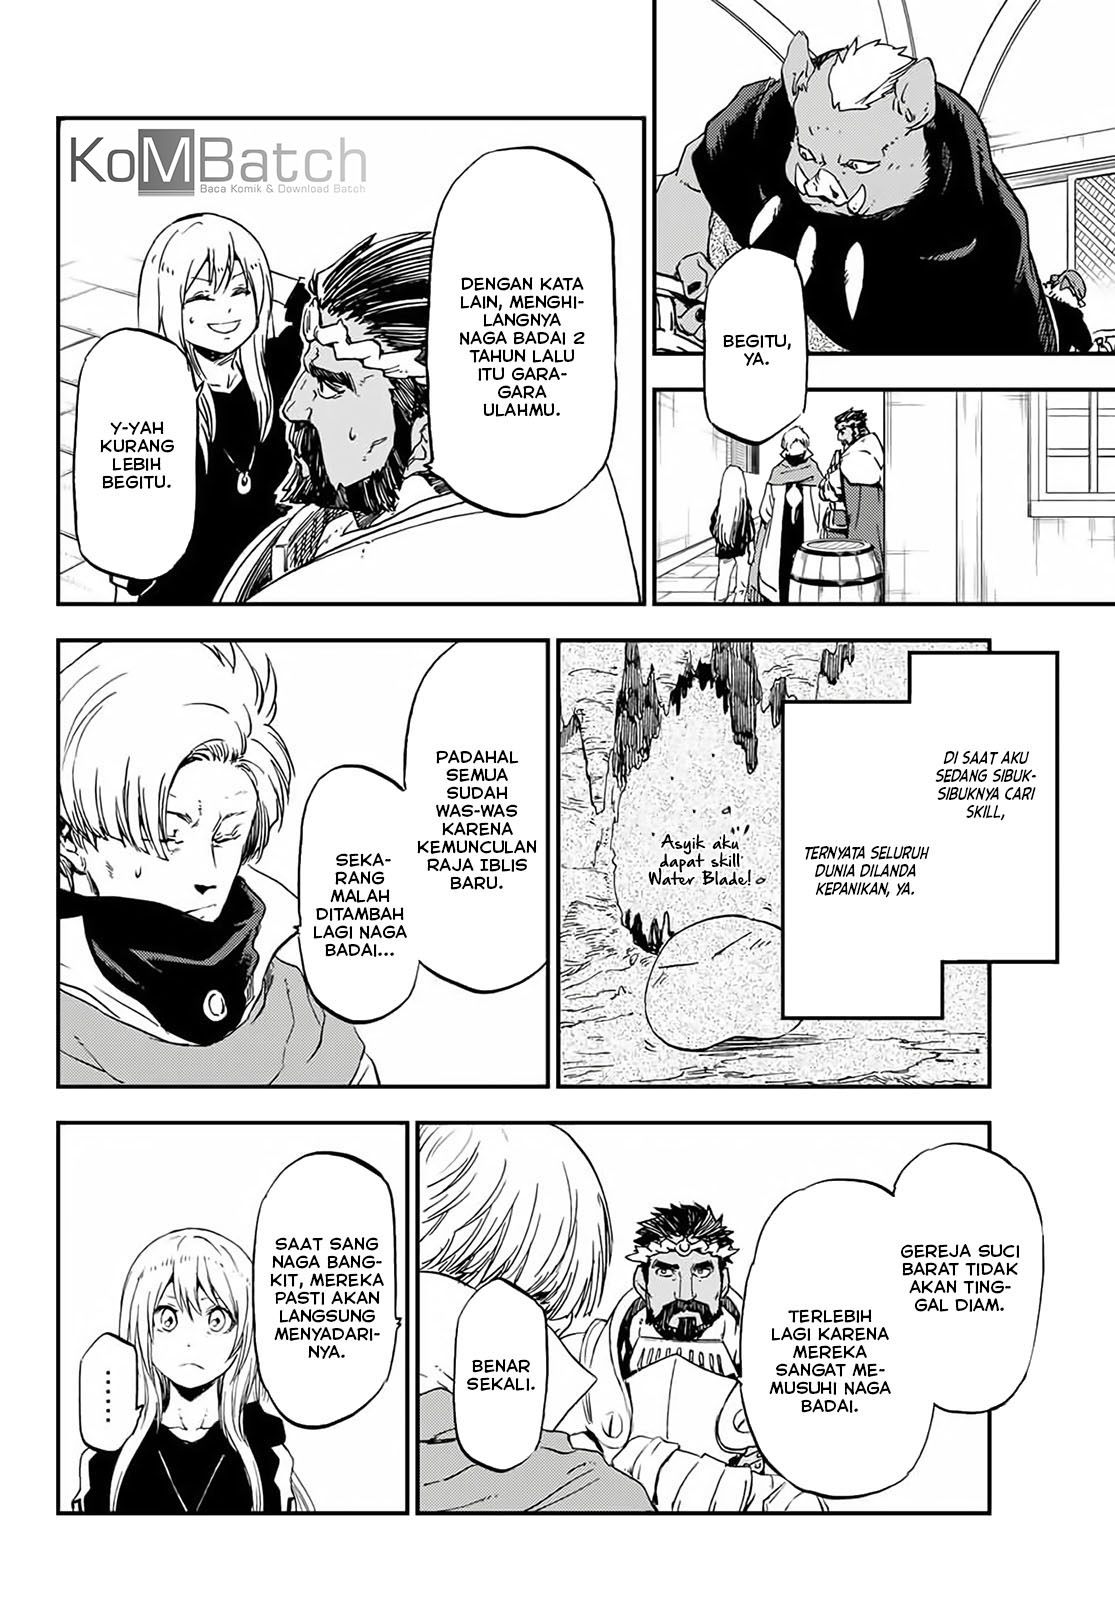 KoMBatch
Baca Komik & Download Batch
BEGITU,
YA.
DENGAN KATA
LAIN, MENGHI-
LANGNYA
NAGA BADAI 2
TAHUN LALU
ITU GARA-
GARA
ULAHMU.
Y-YAH
KURANG
LEBIH
BEGITU.
DI SAAT AKU
SEDANG SIBUK-
SIBUKNYA CARI
SKILL,
TERNYATA SELURUH
DUNIA DILANDA
KEPANIKAN, YA.
Asyik aku
dapat skill
Water Blade!
PADAHAL
SEMUA
SUDAH
WAS-WAS
KARENA
KEMUNCULAN
RAJA IBLIS
BARU.
SEKA-
RANG
MALAH
DITAMBAH
LAGI NAGA
BADAI...
GEREJA SUCI
BARAT TIDAK
AKAN TING-
GAL DIAM.
TERLEBIH
LAGI KARENA
MEREKA
SANGAT ME-
MUSUHI NAGA
BADAI.
BENAR
SEKALI.
SAAT SANG
NAGA BANG-
KIT, MEREKA
PASTI AKAN
LANGSUNG
MENYADARI-
NYA.
........